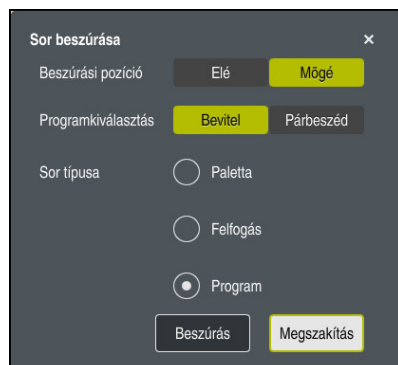 Sor beszúrása ×
Beszúrási pozíció Elé Mögé
Programkiválasztás Bevitel Párbeszéd
Sor típusa Paletta
Felfogás
Program
Beszúrás Megszakítás